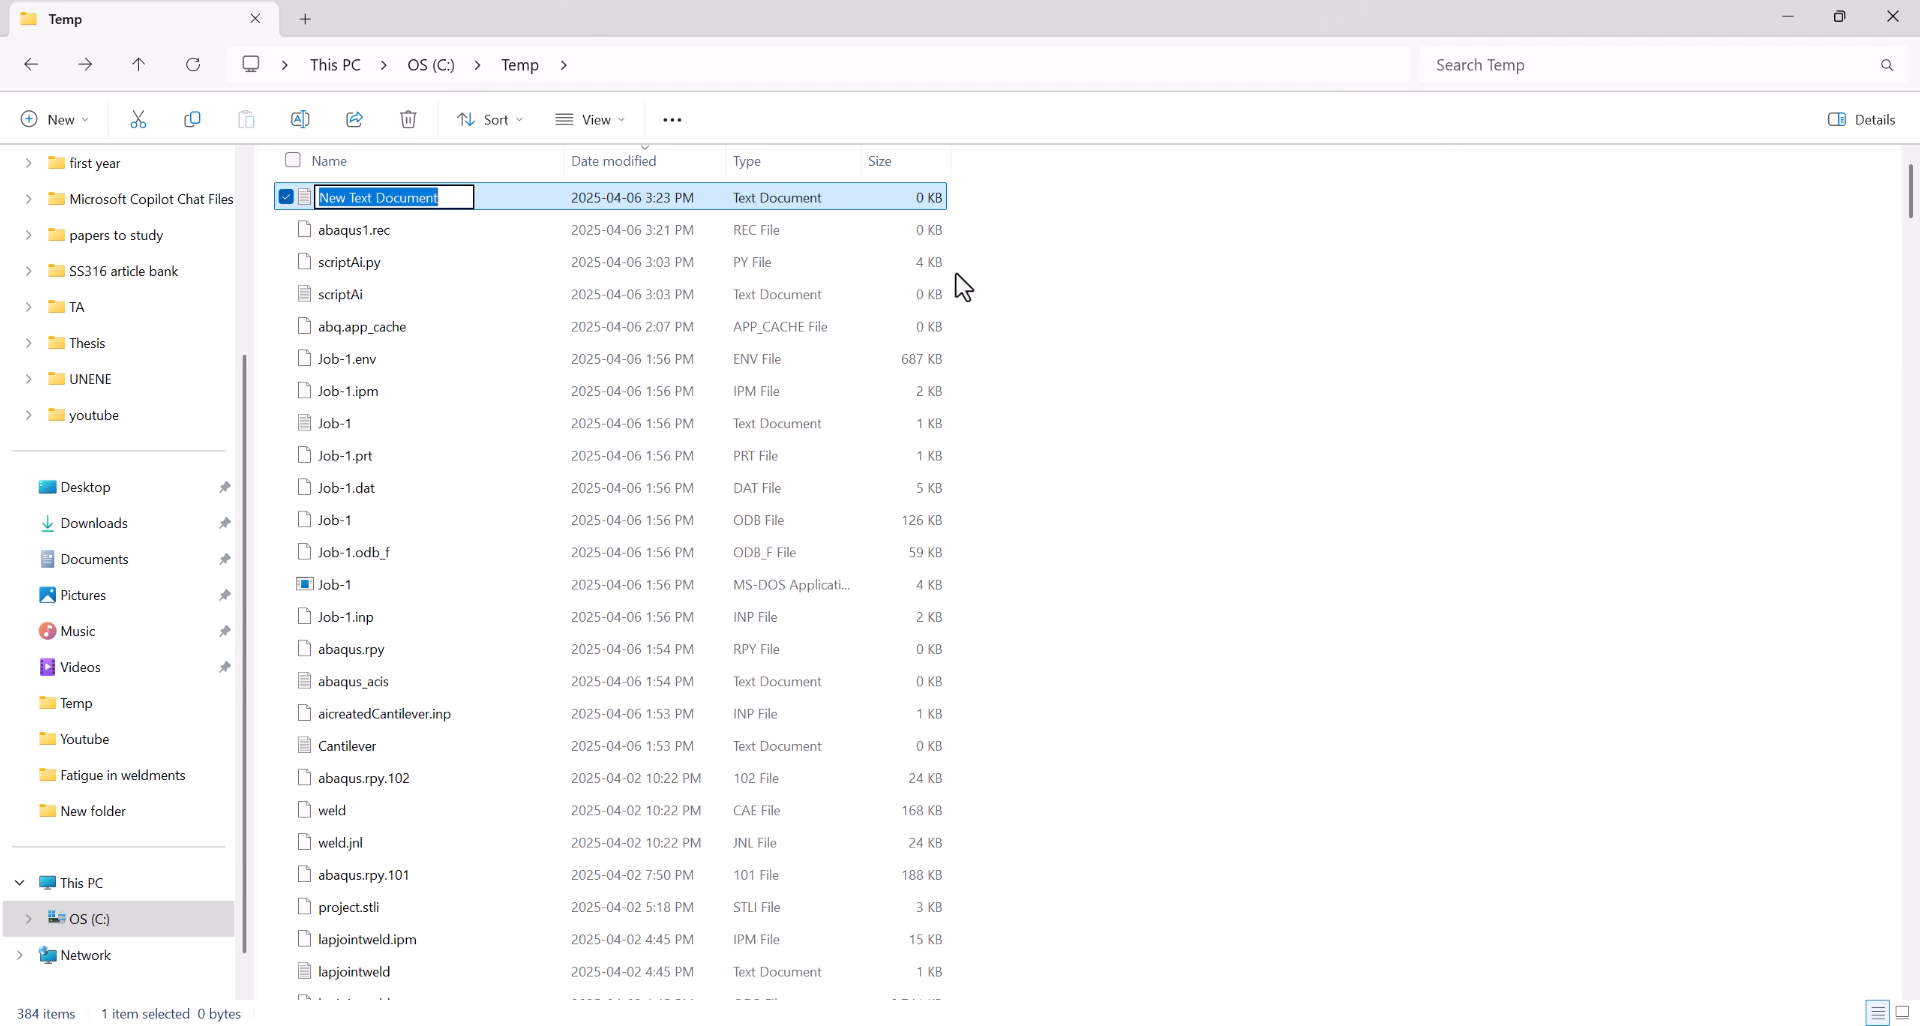 Temp
This PC
OS (C:)
Temp
Search Temp
New
Sort
View
Details
first year
Microsoft Copilot Chat Files
papers to study
SS316 article bank
TA
Thesis
UNENE
youtube
Desktop
Downloads
Documents
Pictures
Music
Videos
Temp
Youtube
Fatigue in weldments
New folder
This PC
OS (C:)
Network
Name Date modified Type Size
New Text Document 2025-04-06 3:23 PM Text Document 0 KB
abaqus1.rec 2025-04-06 3:21 PM REC File 0 KB
scriptAi.py 2025-04-06 3:03 PM PY File 4 KB
scriptAi 2025-04-06 3:03 PM Text Document 0 KB
abq.app_cache 2025-04-06 2:07 PM APP_CACHE File 0 KB
Job-1.env 2025-04-06 1:56 PM ENV File 687 KB
Job-1.ipm 2025-04-06 1:56 PM IPM File 2 KB
Job-1 2025-04-06 1:56 PM Text Document 1 KB
Job-1.prt 2025-04-06 1:56 PM PRT File 1 KB
Job-1.dat 2025-04-06 1:56 PM DAT File 5 KB
Job-1 2025-04-06 1:56 PM ODB File 126 KB
Job-1.odb_f 2025-04-06 1:56 PM ODB_F File 59 KB
Job-1 2025-04-06 1:56 PM MS-DOS Applicati... 4 KB
Job-1.inp 2025-04-06 1:56 PM INP File 2 KB
abaqus.rpy 2025-04-06 1:54 PM RPY File 0 KB
abaqus_acis 2025-04-06 1:54 PM Text Document 0 KB
aicreatedCantilever.inp 2025-04-06 1:53 PM INP File 1 KB
Cantilever 2025-04-06 1:53 PM Text Document 0 KB
abaqus.rpy.102 2025-04-02 10:22 PM 102 File 24 KB
weld 2025-04-02 10:22 PM CAE File 168 KB
weld.jnl 2025-04-02 10:22 PM JNL File 24 KB
abaqus.rpy.101 2025-04-02 7:50 PM 101 File 188 KB
project.stli 2025-04-02 5:18 PM STLI File 3 KB
lapjointweld.ipm 2025-04-02 4:45 PM IPM File 15 KB
lapjointweld 2025-04-02 4:45 PM Text Document 1 KB
384 items 1 item selected 0 bytes